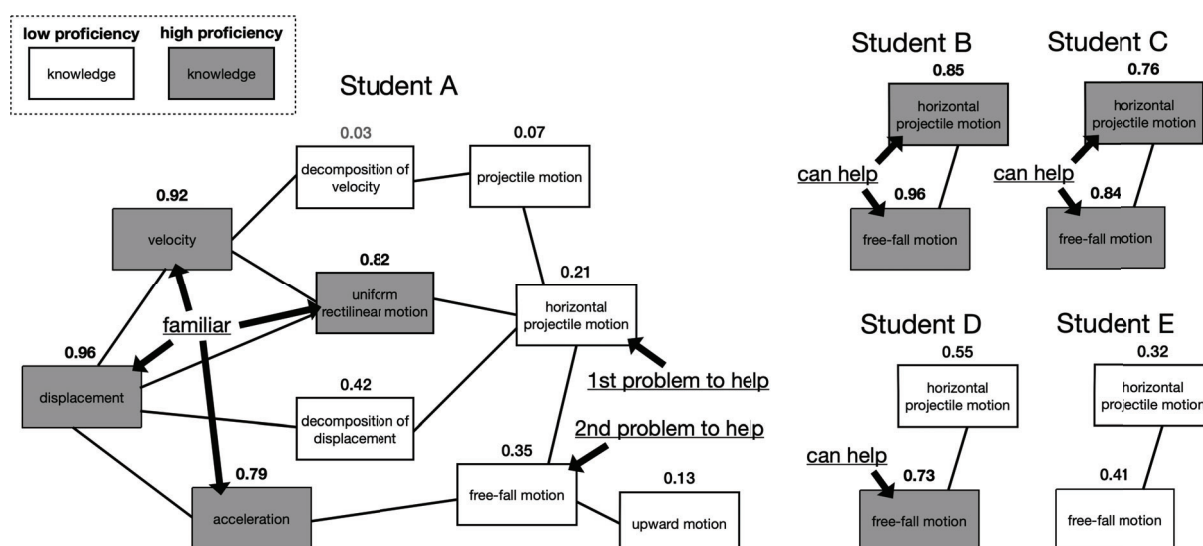 low proficiency
high proficiency
knowledge
knowledge
Student A
0.03
decomposition of
velocity
0.07
projectile motion
0.92
velocity
0.82
uniform
rectilinear motion
0.21
horizontal
projectile motion
familiar
0.96
displacement
1st problem to help
0.42
decomposition of
displacement
2nd problem to help
0.79
acceleration
0.35
free-fall motion
0.13
upward motion
Student B
0.85
horizontal
projectile motion
can help
0.96
free-fall motion
Student C
0.76
horizontal
projectile motion
can help
0.84
free-fall motion
Student D
0.55
horizontal
projectile motion
can help
0.73
free-fall motion
Student E
0.32
horizontal
projectile motion
0.41
free-fall motion